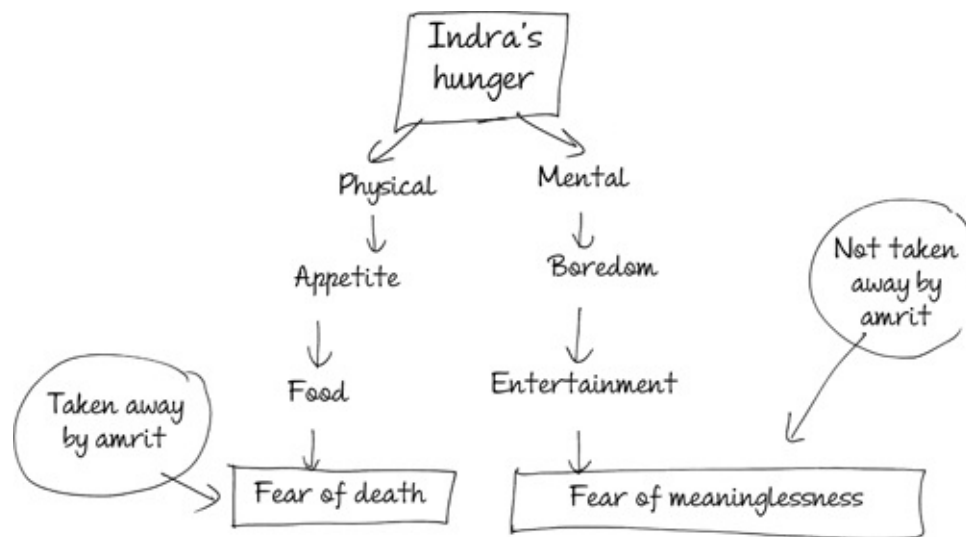 Indra's
hunger
Physical
Mental
Appetite
Boredom
Not taken
away by
amrit
Food
Entertainment
Taken away
by amrit
Fear of death
Fear of meaninglessness